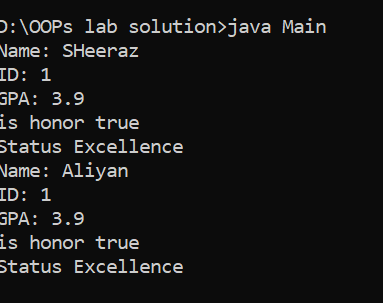 D:\OOPs lab solution>java Main
Name: SHeeraz
ID: 1
GPA: 3.9
is honor true
Status Excellence
Name: Aliyan
ID: 1
GPA: 3.9
is honor true
Status Excellence